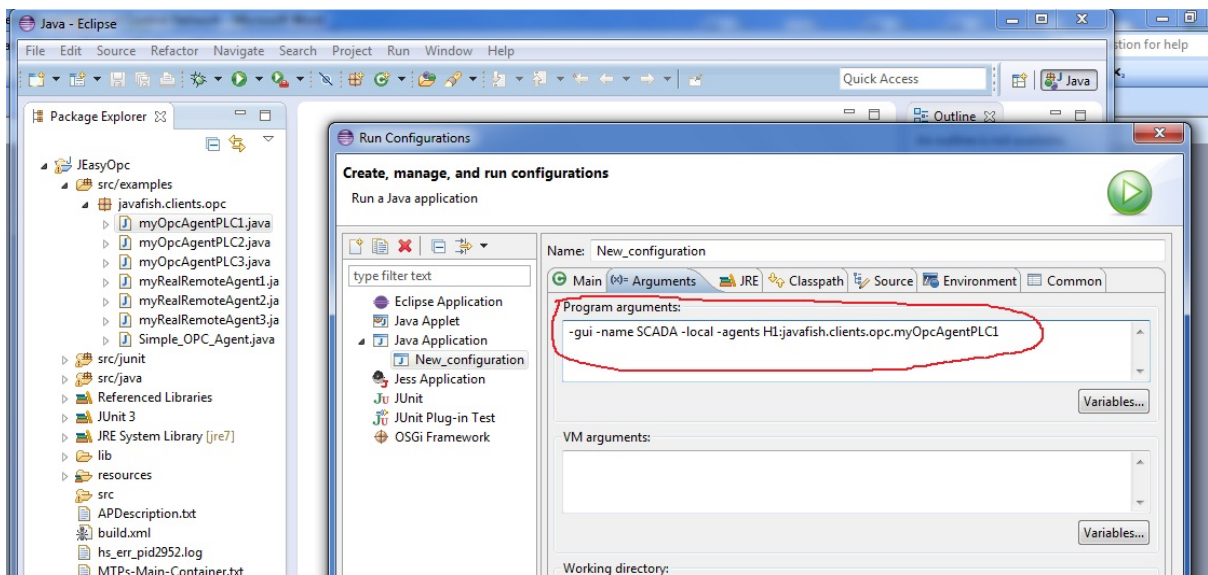 Java - Eclipse
File Edit Source Refactor Navigate Search Project Run Window Help
stion for help
Quick Access
Java
Package Explorer
Outline
JEasyOpc
src/examples
javafish.clients.opc
myOpcAgentPLC1.java
myOpcAgentPLC2.java
myOpcAgentPLC3.java
myRealRemoteAgent1.ja
myRealRemoteAgent2.ja
myRealRemoteAgent3.ja
Simple_OPC_Agent.java
src/junit
src/java
Referenced Libraries
JUnit 3
JRE System Library [jre7]
lib
resources
src
APDescription.txt
build.xml
hs_err_pid2952.log
MTPs-Main-Container.txt
Run Configurations
Create, manage, and run configurations
Run a Java application
type filter text
Eclipse Application
Java Applet
Java Application
New_configuration
Jess Application
JUnit
JUnit Plug-in Test
OSGi Framework
Name: New_configuration
Main Arguments JRE Classpath Source Environment Common
Program arguments:
-gui -name SCADA -local -agents H1:javafish.clients.opc.myOpcAgentPLC1
Variables...
VM arguments:
Variables...
Working directory: